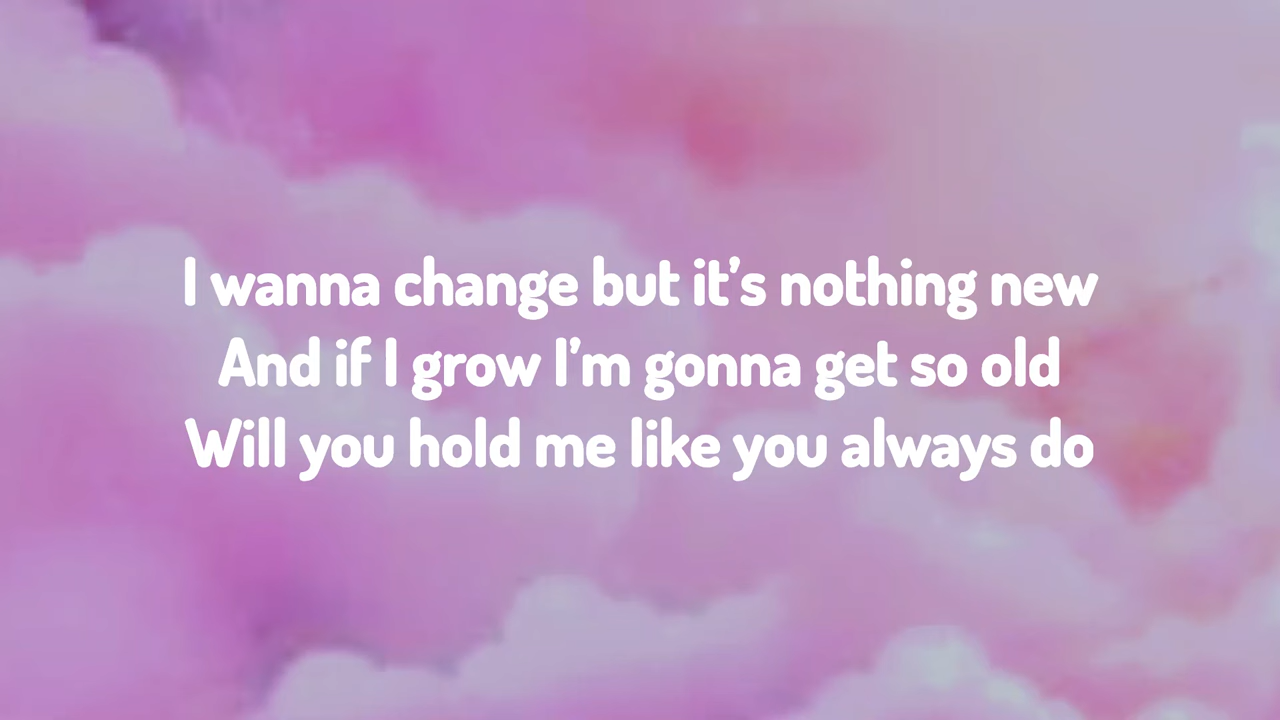 I wanna change but it’s nothing new
And if I grow I’m gonna get so old
Will you hold me like you always do